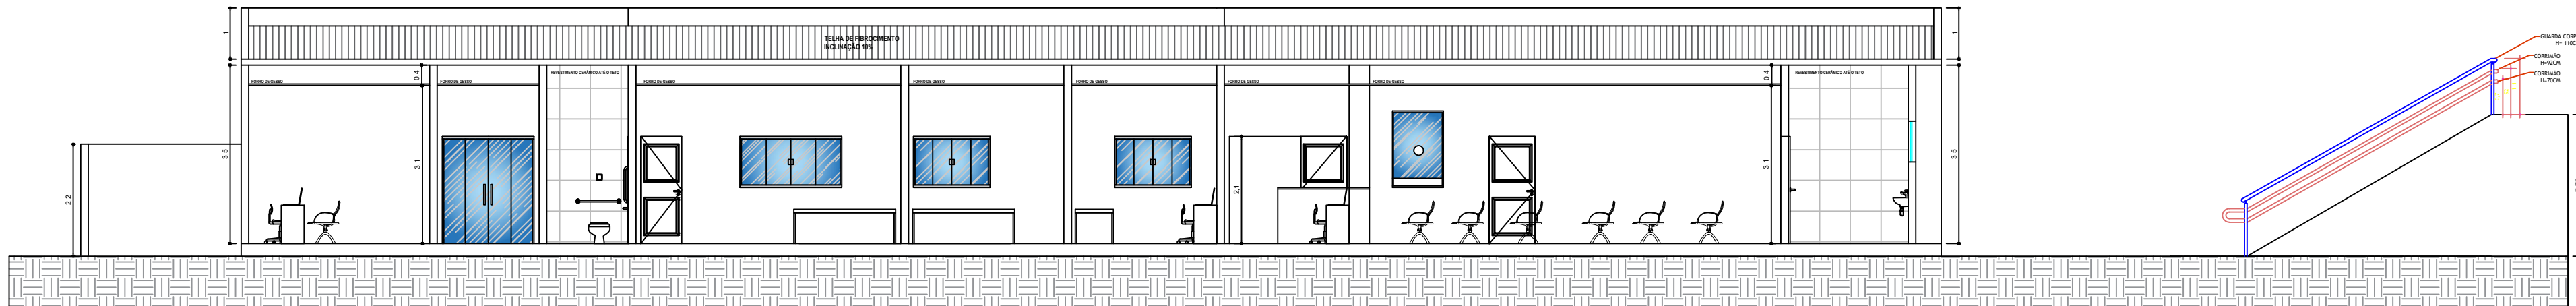 TELHA DE FIBROCIMENTO
INCLINAÇÃO 10%
1
1
GUARDA CORP
H= 110C
CORRIMÃO
H=92CM
CORRIMÃO
H=70CM
FORRO DE GESSO
0,4
FORRO DE GESSO
REVESTIMENTO CERÂMICO ATÉ O TETO
FORRO DE GESSO
FORRO DE GESSO
FORRO DE GESSO
FORRO DE GESSO
FORRO DE GESSO
0,4
REVESTIMENTO CERÂMICO ATÉ O TETO
2,2
3,5
3,1
2,1
3,1
3,5